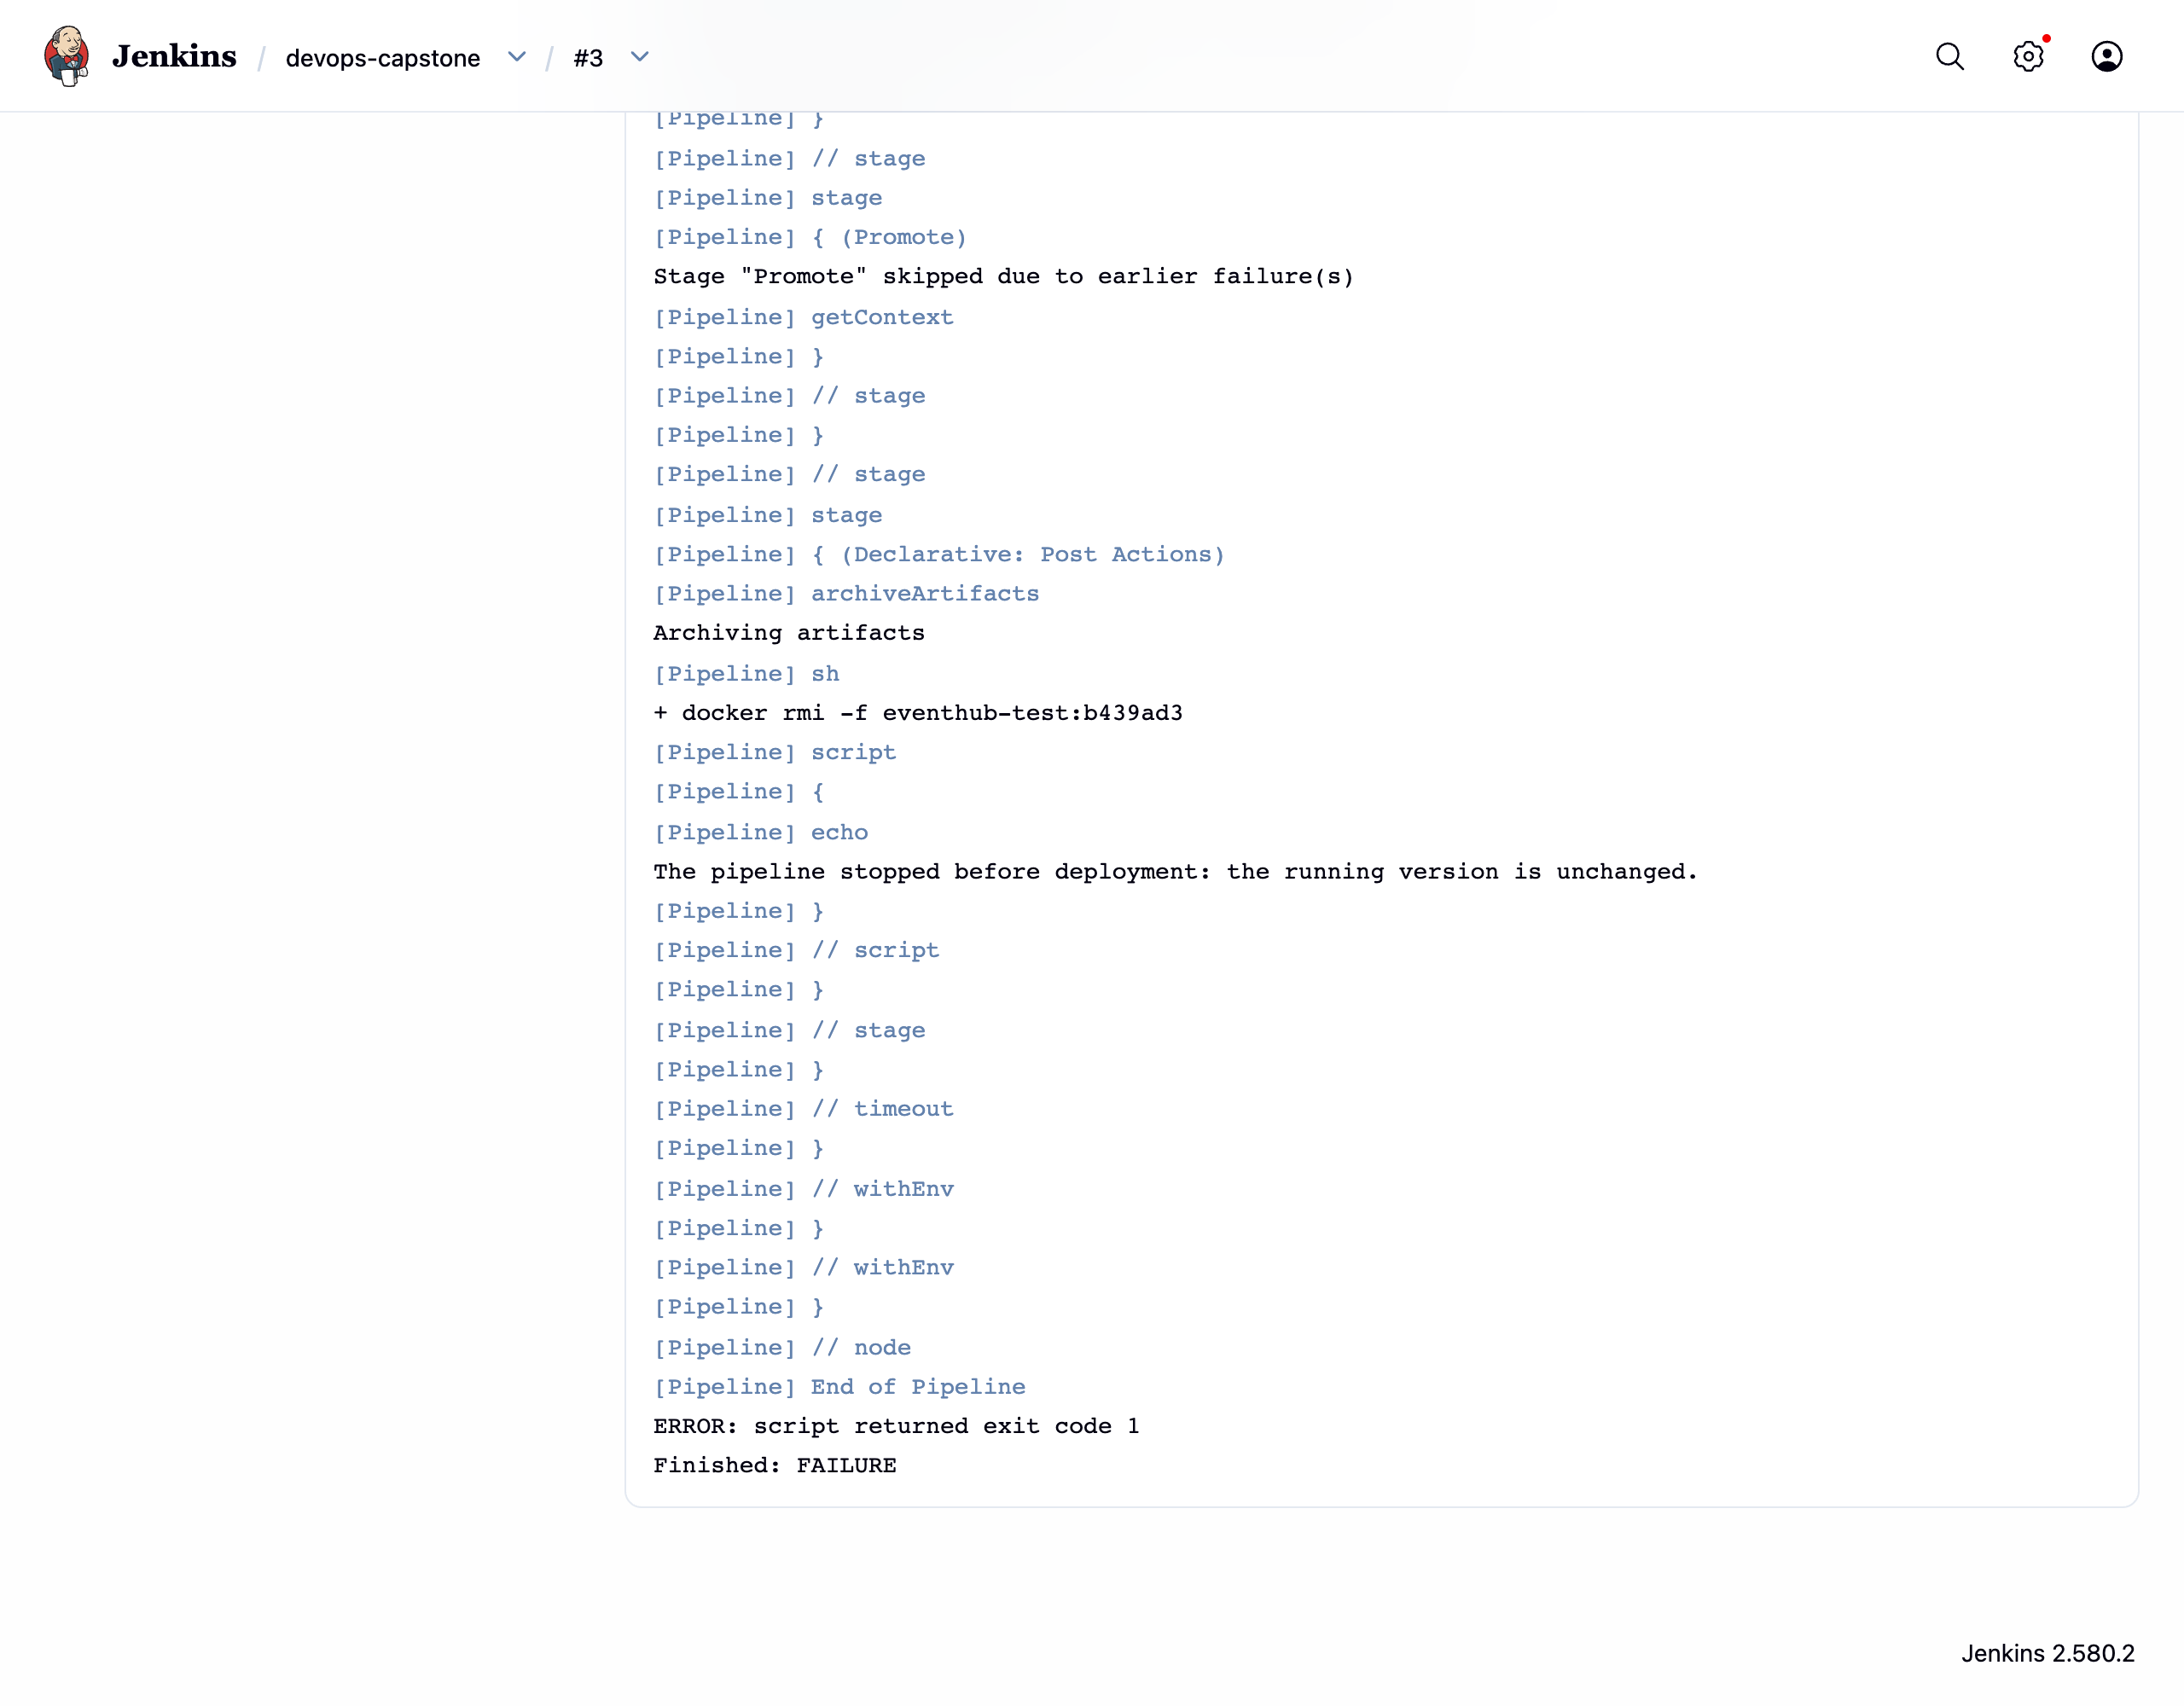 Jenkins / devops-capstone / #3
[Pipeline] }
[Pipeline] // stage
[Pipeline] stage
[Pipeline] { (Promote)
Stage "Promote" skipped due to earlier failure(s)
[Pipeline] getContext
[Pipeline] }
[Pipeline] // stage
[Pipeline] }
[Pipeline] // stage
[Pipeline] stage
[Pipeline] { (Declarative: Post Actions)
[Pipeline] archiveArtifacts
Archiving artifacts
[Pipeline] sh
+ docker rmi -f eventhub-test:b439ad3
[Pipeline] script
[Pipeline] {
[Pipeline] echo
The pipeline stopped before deployment: the running version is unchanged.
[Pipeline] }
[Pipeline] // script
[Pipeline] }
[Pipeline] // stage
[Pipeline] }
[Pipeline] // timeout
[Pipeline] }
[Pipeline] // withEnv
[Pipeline] }
[Pipeline] // withEnv
[Pipeline] }
[Pipeline] // node
[Pipeline] End of Pipeline
ERROR: script returned exit code 1
Finished: FAILURE
Jenkins 2.580.2